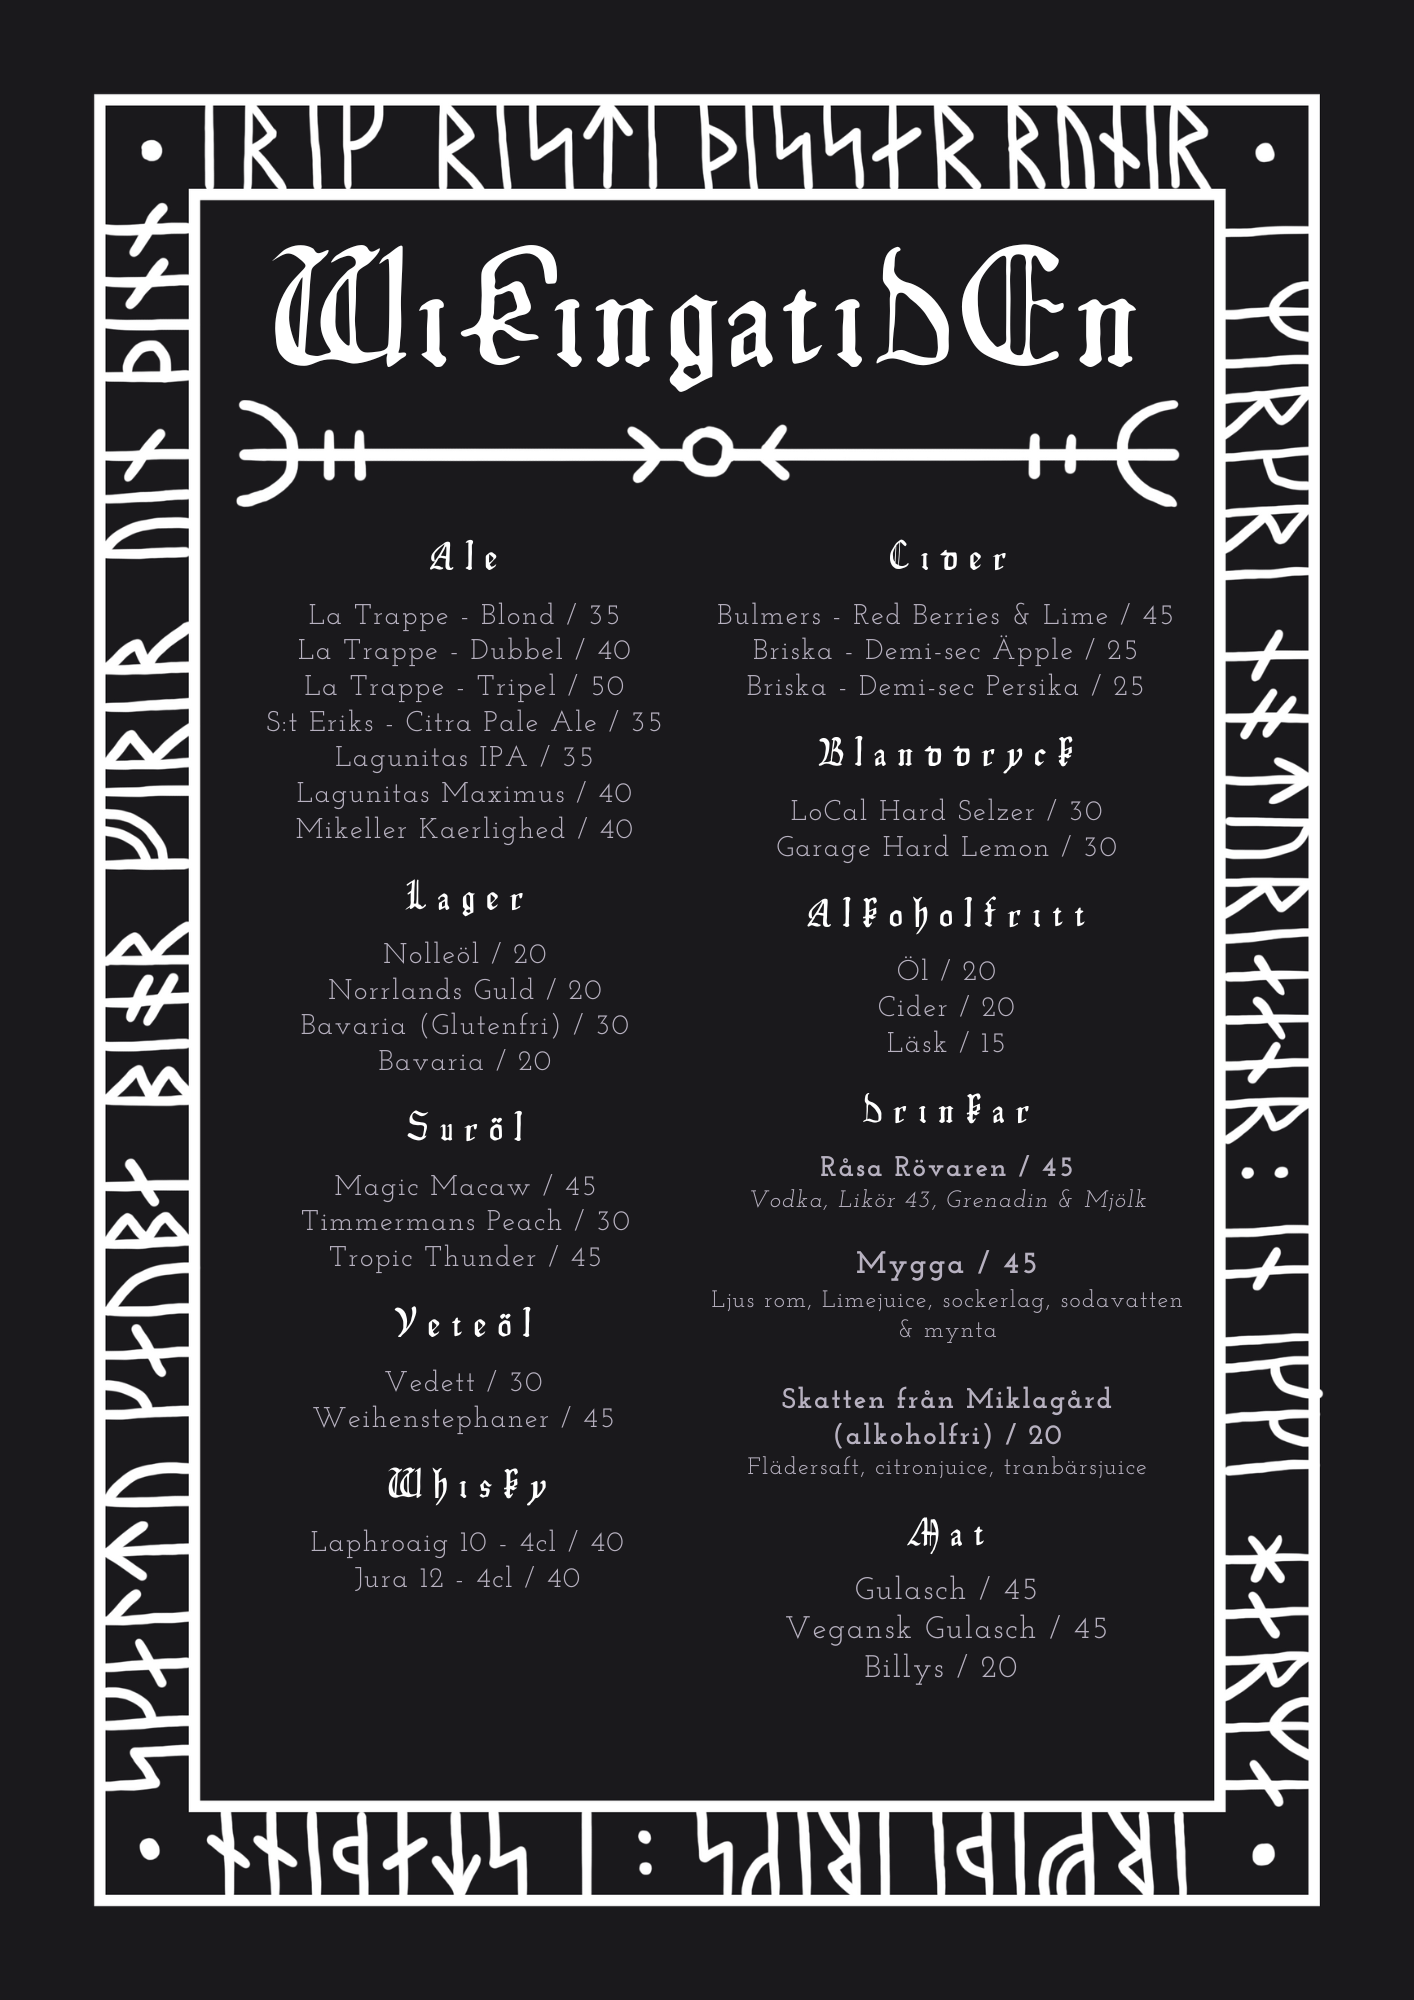 WiKingatiDEn
Ale
La Trappe - Blond / 35
La Trappe - Dubbel / 40
La Trappe - Tripel / 50
S:t Eriks - Citra Pale Ale / 35
Lagunitas IPA / 35
Lagunitas Maximus / 40
Mikeller Kaerlighed / 40
Lager
Nolleöl / 20
Norrlands Guld / 20
Bavaria (Glutenfri) / 30
Bavaria / 20
Suröl
Magic Macaw / 45
Timmermans Peach / 30
Tropic Thunder / 45
Veteöl
Vedett / 30
Weihenstephaner / 45
Whisky
Laphroaig 10 - 4cl / 40
Jura 12 - 4cl / 40
Cider
Bulmers - Red Berries & Lime / 45
Briska - Demi-sec Äpple / 25
Briska - Demi-sec Persika / 25
Blanddryck
LoCal Hard Selzer / 30
Garage Hard Lemon / 30
Alkoholfritt
Öl / 20
Cider / 20
Läsk / 15
Drinkar
Råsa Rövaren / 45
Vodka, Likör 43, Grenadin & Mjölk
Mygga / 45
Ljus rom, Limejuice, sockerlag, sodavatten
& mynta
Skatten från Miklagård
(alkoholfri) / 20
Flädersaft, citronjuice, tranbärsjuice
Mat
Gulasch / 45
Vegansk Gulasch / 45
Billys / 20